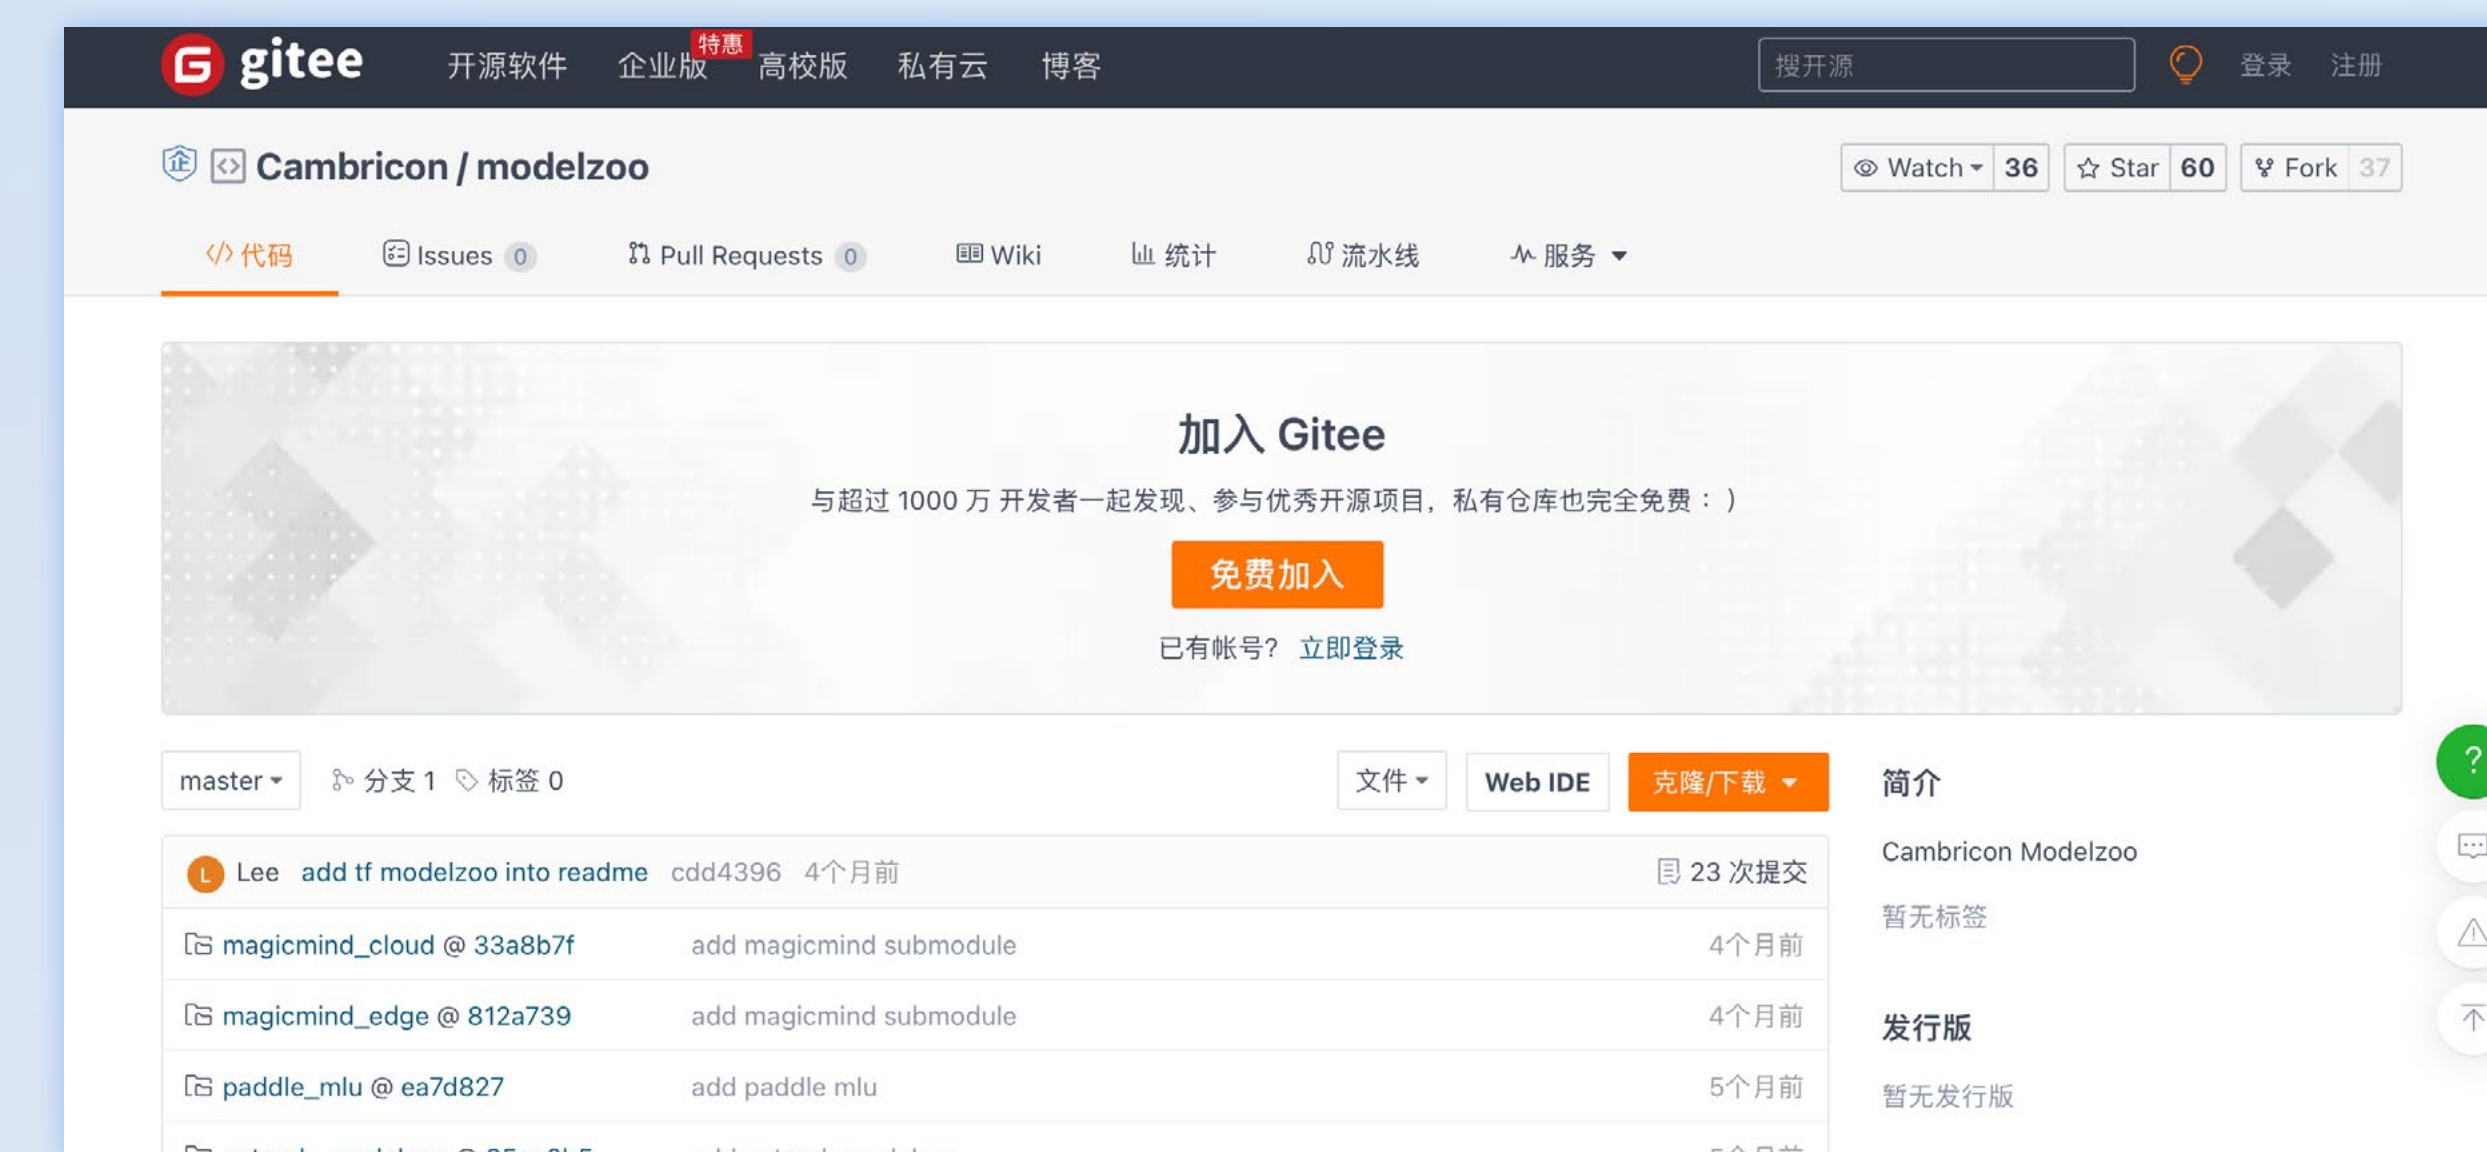 gitee 开源软件 企业版 特惠 高校版 私有云 博客 搜开源 登录 注册
Cambricon / modelzoo Watch 36 Star 60 Fork 37
代码 Issues 0 Pull Requests 0 Wiki 统计 流水线 服务
加入 Gitee
与超过 1000 万 开发者一起发现、参与优秀开源项目，私有仓库也完全免费：）
免费加入
已有帐号？ 立即登录
master 分支 1 标签 0 文件 Web IDE 克隆/下载
L Lee add tf modelzoo into readme cdd4396 4个月前 23 次提交
magicmind_cloud @ 33a8b7f add magicmind submodule 4个月前
magicmind_edge @ 812a739 add magicmind submodule 4个月前
paddle_mlu @ ea7d827 add paddle mlu 5个月前
简介
Cambricon Modelzoo
暂无标签
发行版
暂无发行版